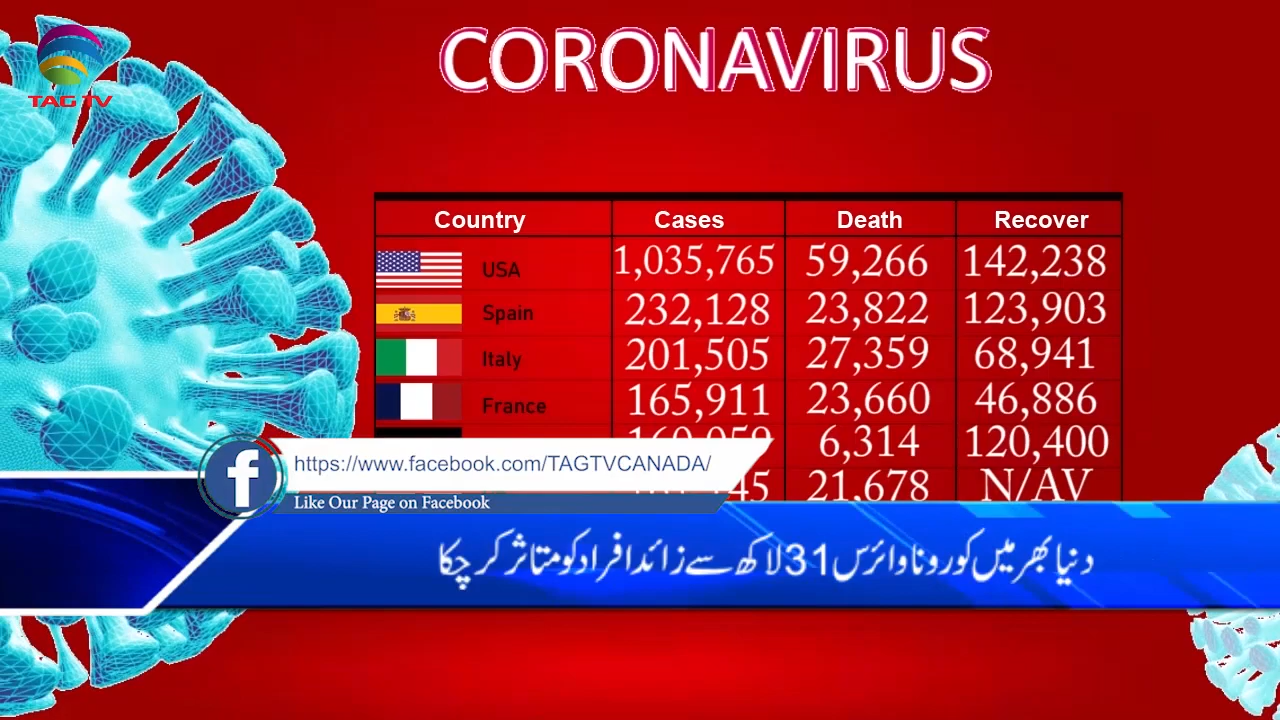 TAG TV
CORONAVIRUS
Country Cases Death Recover
USA 1,035,765 59,266 142,238
Spain 232,128 23,822 123,903
Italy 201,505 27,359 68,941
France 165,911 23,660 46,886
6,314 120,400
21,678 N/AV
https://www.facebook.com/TAGTVCANADA/
Like Our Page on Facebook
دنیا بھر میں کورونا وائرس 31 لاکھ سے زائد افراد کو متاثر کر چکا